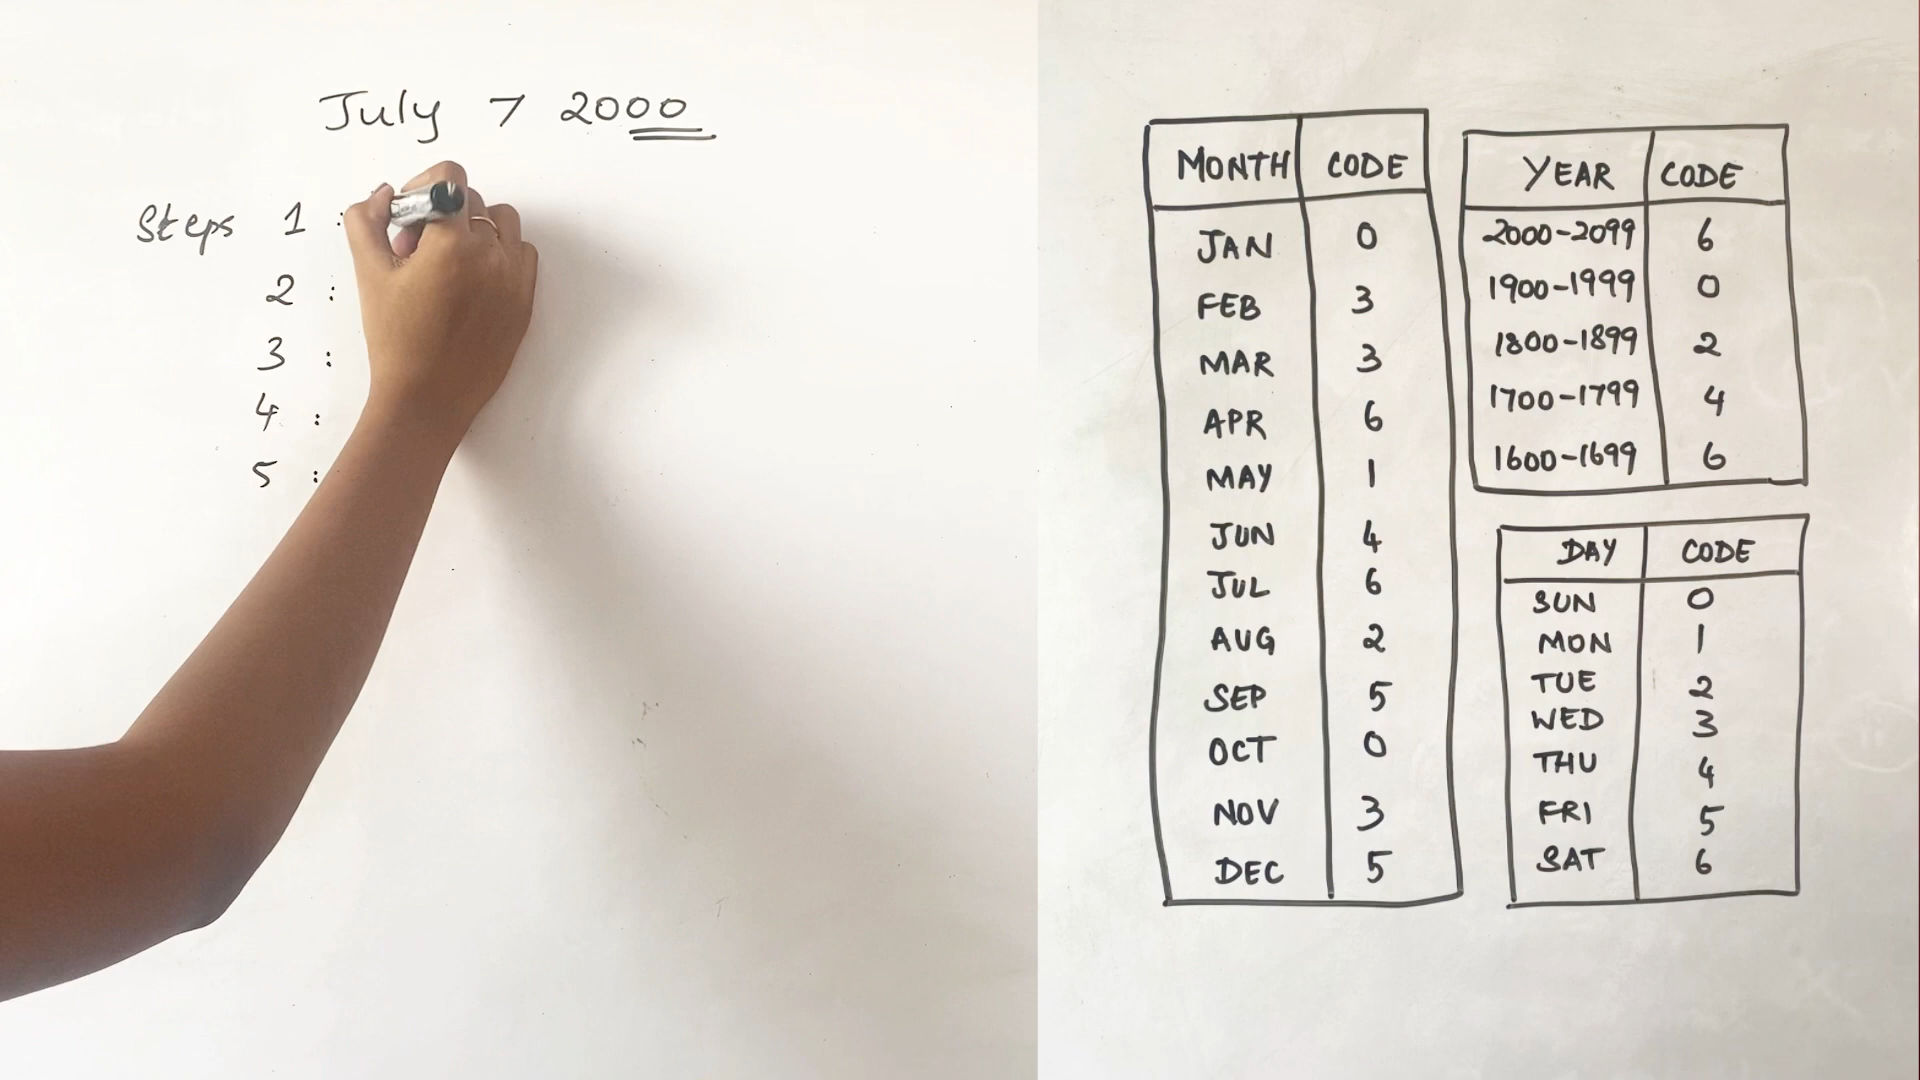 July 7 2000
Steps 1 :
2 :
3 :
4 :
5 :
MONTH CODE
JAN 0
FEB 3
MAR 3
APR 6
MAY 1
JUN 4
JUL 6
AUG 2
SEP 5
OCT 0
NOV 3
DEC 5
YEAR CODE
2000-2099 6
1900-1999 0
1800-1899 2
1700-1799 4
1600-1699 6
DAY CODE
SUN 0
MON 1
TUE 2
WED 3
THU 4
FRI 5
SAT 6